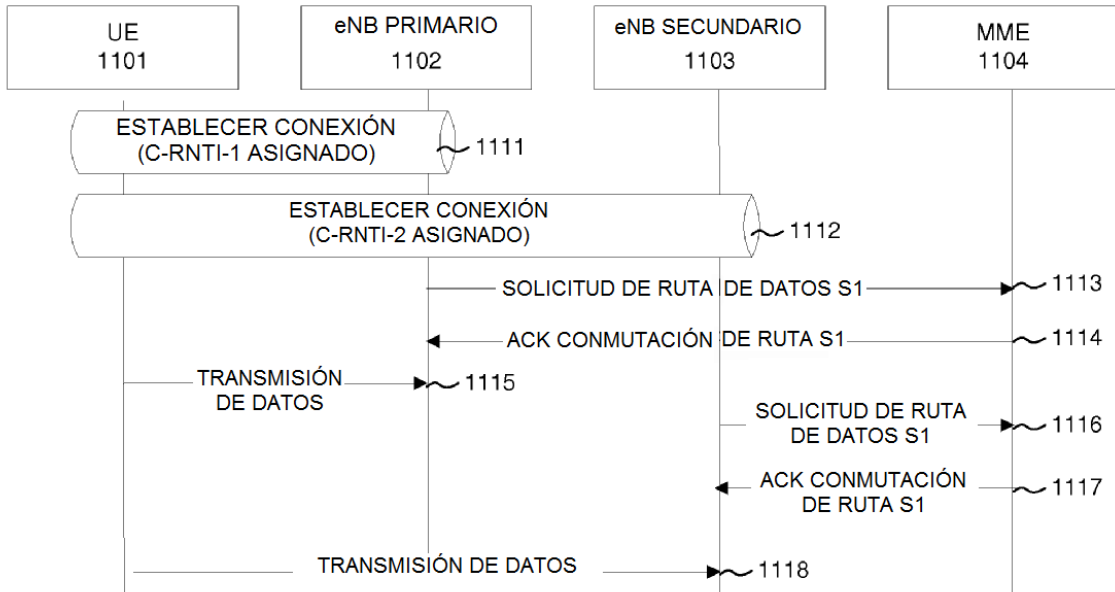 UE
1101
eNB PRIMARIO
1102
eNB SECUNDARIO
1103
MME
1104
ESTABLECER CONEXIÓN
(C-RNTI-1 ASIGNADO)
1111
ESTABLECER CONEXIÓN
(C-RNTI-2 ASIGNADO)
1112
SOLICITUD DE RUTA DE DATOS S1
1113
ACK CONMUTACIÓN DE RUTA S1
1114
TRANSMISIÓN
DE DATOS
1115
SOLICITUD DE RUTA
DE DATOS S1
1116
ACK CONMUTACIÓN
DE RUTA S1
1117
TRANSMISIÓN DE DATOS
1118